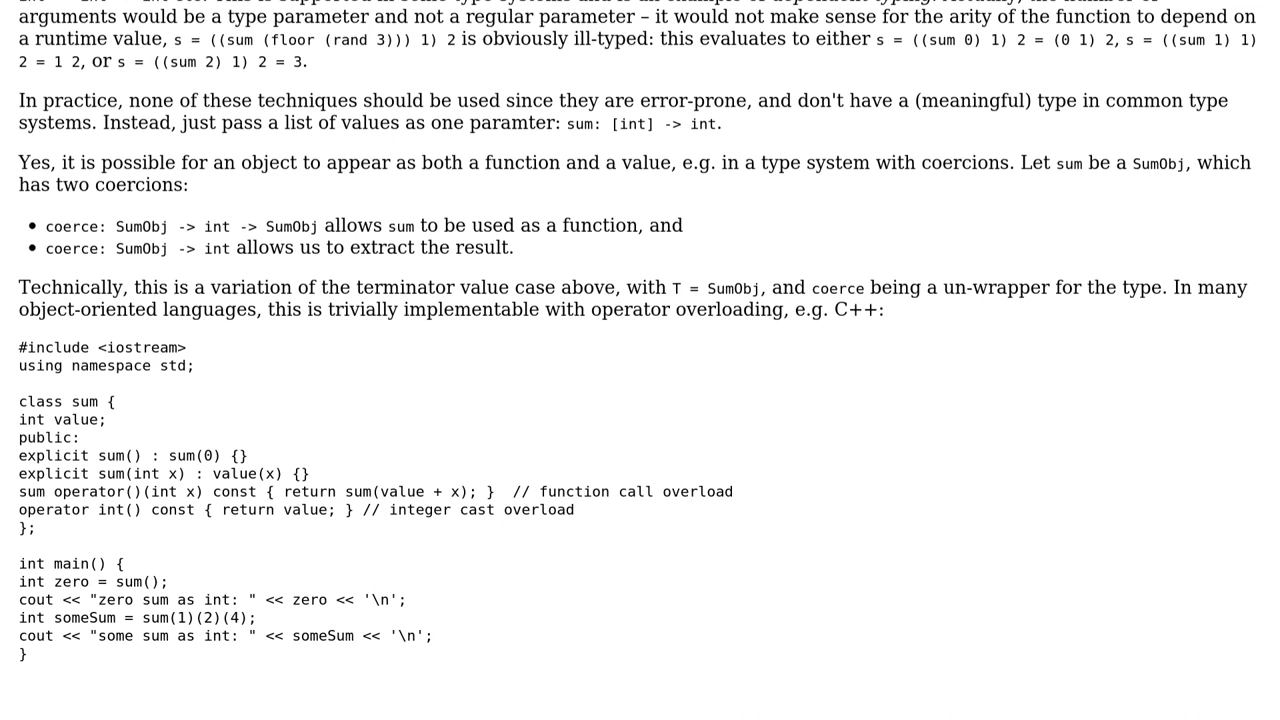 arguments would be a type parameter and not a regular parameter – it would not make sense for the arity of the function to depend on
a runtime value, s = ((sum (floor (rand 3))) 1) 2 is obviously ill-typed: this evaluates to either s = ((sum 0) 1) 2 = (0 1) 2, s = ((sum 1) 1)
2 = 1 2, or s = ((sum 2) 1) 2 = 3.
In practice, none of these techniques should be used since they are error-prone, and don't have a (meaningful) type in common type
systems. Instead, just pass a list of values as one paramter: sum: [int] -> int.
Yes, it is possible for an object to appear as both a function and a value, e.g. in a type system with coercions. Let sum be a SumObj, which
has two coercions:
• coerce: SumObj -> int -> SumObj allows sum to be used as a function, and
• coerce: SumObj -> int allows us to extract the result.
Technically, this is a variation of the terminator value case above, with T = SumObj, and coerce being a un-wrapper for the type. In many
object-oriented languages, this is trivially implementable with operator overloading, e.g. C++:
#include <iostream>
using namespace std;
class sum {
int value;
public:
explicit sum() : sum(0) {}
explicit sum(int x) : value(x) {}
sum operator()(int x) const { return sum(value + x); }  // function call overload
operator int() const { return value; } // integer cast overload
};
int main() {
int zero = sum();
cout << "zero sum as int: " << zero << '\n';
int someSum = sum(1)(2)(4);
cout << "some sum as int: " << someSum << '\n';
}